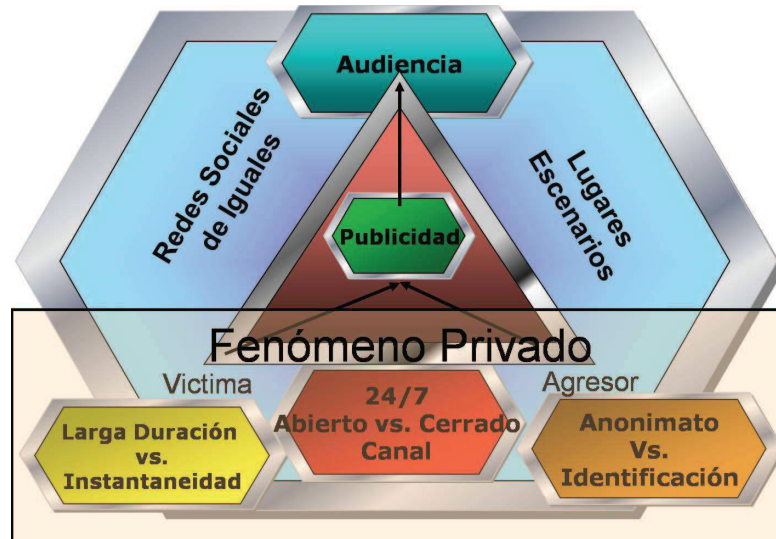 Audiencia
Redes Sociales
de Iguales
Lugares
Escenarios
Publicidad
Fenómeno Privado
Victima
Agresor
Larga Duración
vs.
Instantaneidad
24/7
Abierto vs. Cerrado
Canal
Anonimato
Vs.
Identificación